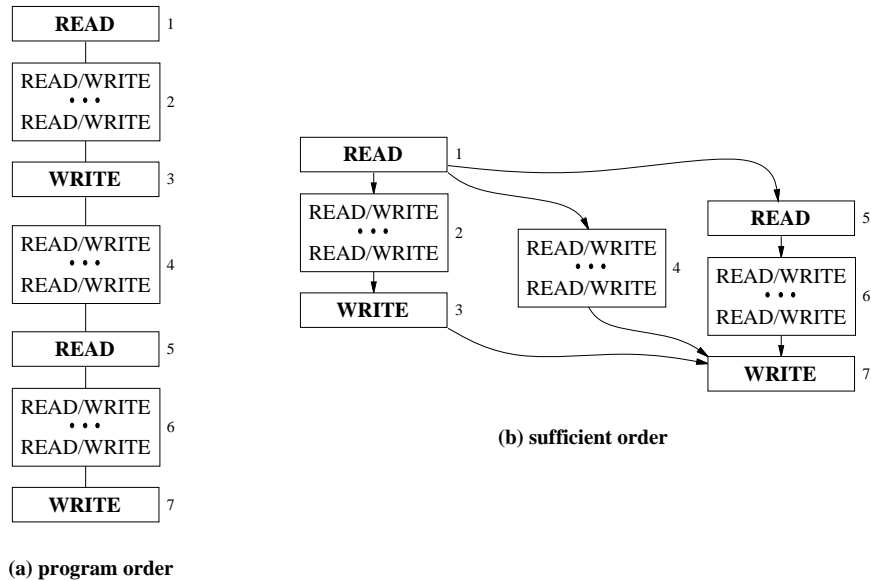 READ 1
READ/WRITE
• • •
READ/WRITE
2
WRITE 3
READ/WRITE
• • •
READ/WRITE
4
READ 5
READ/WRITE
• • •
READ/WRITE
6
WRITE 7
(a) program order
READ 1
READ/WRITE
• • •
READ/WRITE
2
WRITE 3
READ/WRITE
• • •
READ/WRITE
4
READ 5
READ/WRITE
• • •
READ/WRITE
6
WRITE 7
(b) sufficient order